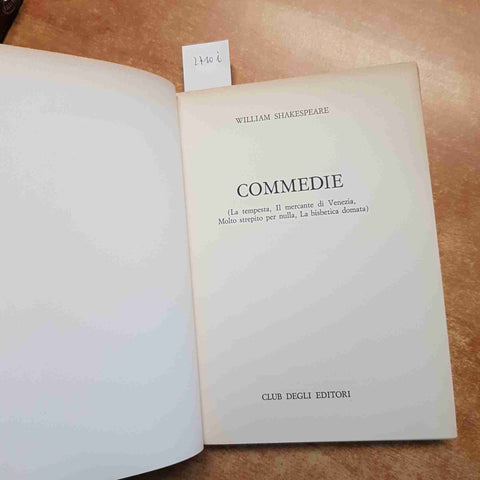 2710 i
WILLIAM SHAKESPEARE
COMMEDIE
(La tempesta, Il mercante di Venezia,
Molto strepito per nulla, La bisbetica domata)
CLUB DEGLI EDITORI